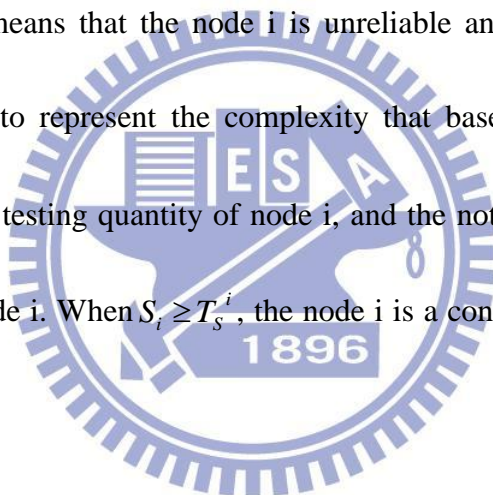 means that the node i is unreliable an
to represent the complexity that base
E S A
testing quantity of node i, and the not
de i. When S_i ≥ T_S^i, the node i is a con
1896